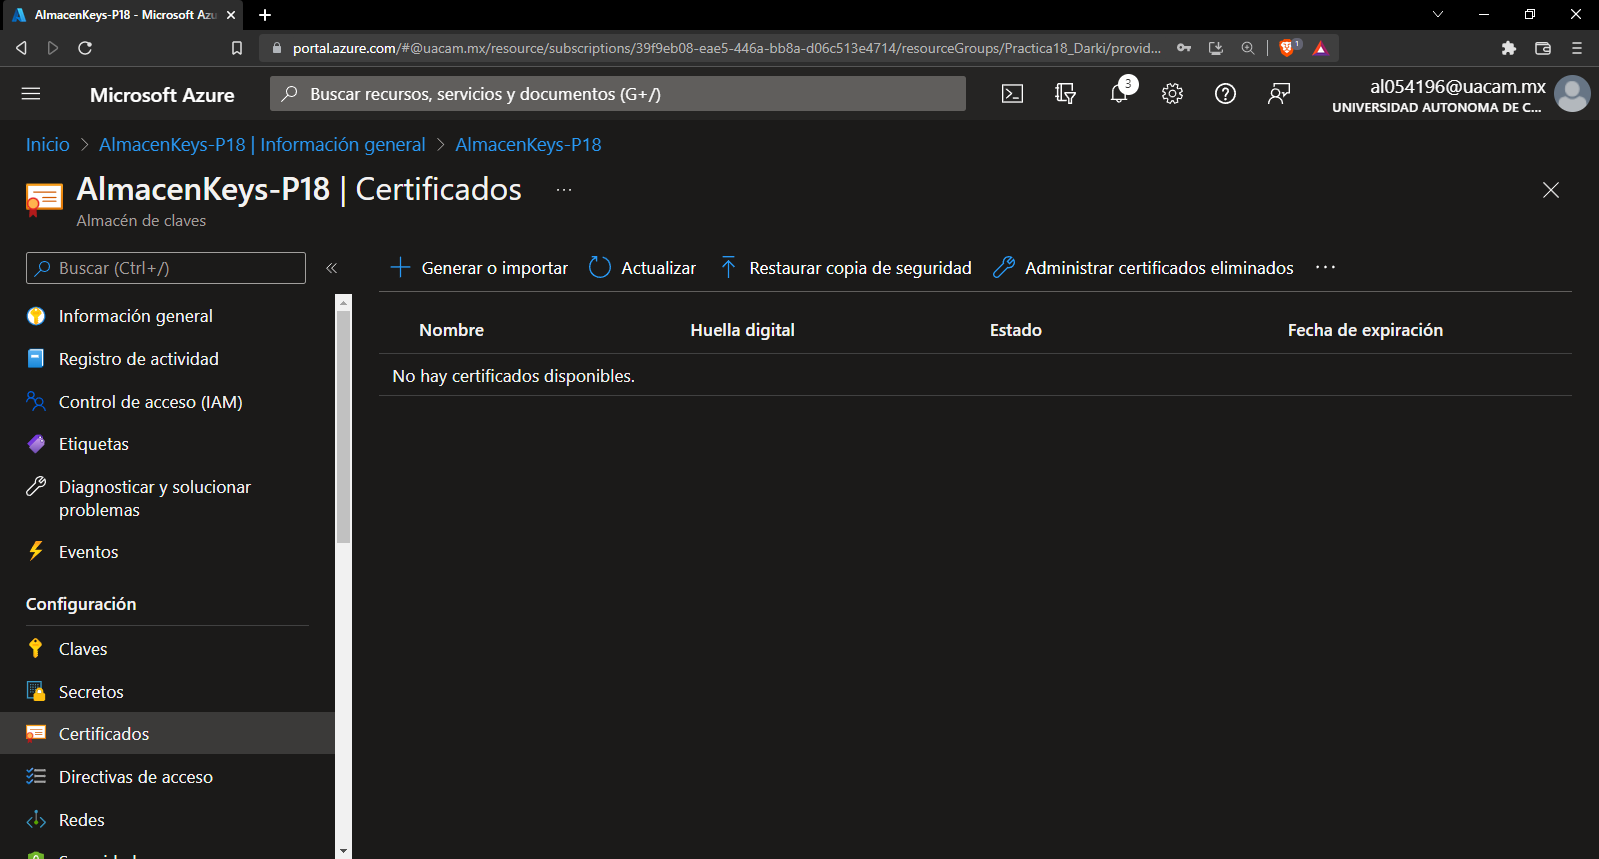 AlmacenKeys-P18 - Microsoft Azu
portal.azure.com/#@uacam.mx/resource/subscriptions/39f9eb08-eae5-446a-bb8a-d06c513e4714/resourceGroups/Practica18_Darki/provid...
1
Microsoft Azure
Buscar recursos, servicios y documentos (G+/)
3
al054196@uacam.mx
UNIVERSIDAD AUTONOMA DE C...
Inicio > AlmacenKeys-P18 | Información general > AlmacenKeys-P18
AlmacenKeys-P18 | Certificados ...
Almacén de claves
Buscar (Ctrl+/)
«
Generar o importar
Actualizar
Restaurar copia de seguridad
Administrar certificados eliminados
...
Información general
Registro de actividad
Control de acceso (IAM)
Etiquetas
Diagnosticar y solucionar
problemas
Eventos
Configuración
Claves
Secretos
Certificados
Directivas de acceso
Redes
Nombre
Huella digital
Estado
Fecha de expiración
No hay certificados disponibles.